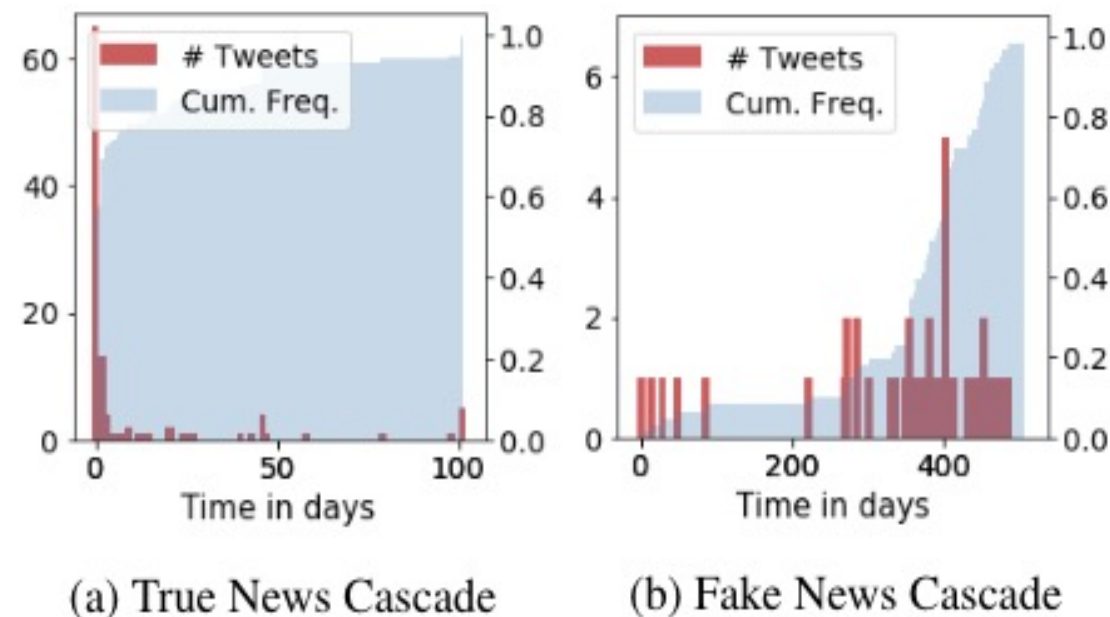 # Tweets
Cum. Freq.
60
40
20
0
1.0
0.8
0.6
0.4
0.2
0.0
0 50 100
Time in days
(a) True News Cascade
# Tweets
Cum. Freq.
6
4
2
0
1.0
0.8
0.6
0.4
0.2
0.0
0 200 400
Time in days
(b) Fake News Cascade